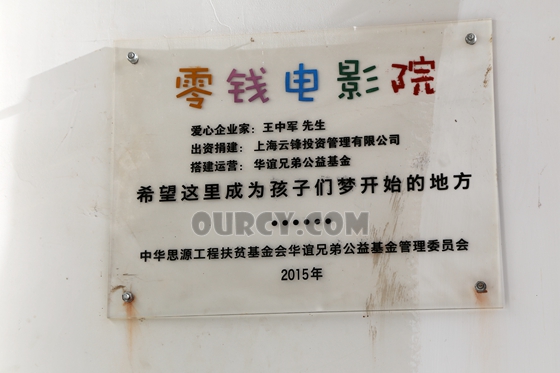 零钱电影院
爱心企业家：王中军 先生
出资捐建：上海云锋投资管理有限公司
搭建运营：华谊兄弟公益基金
希望这里成为孩子们梦开始的地方
••••••
OURCY.COM
中华思源工程扶贫基金会华谊兄弟公益基金管理委员会
2015年